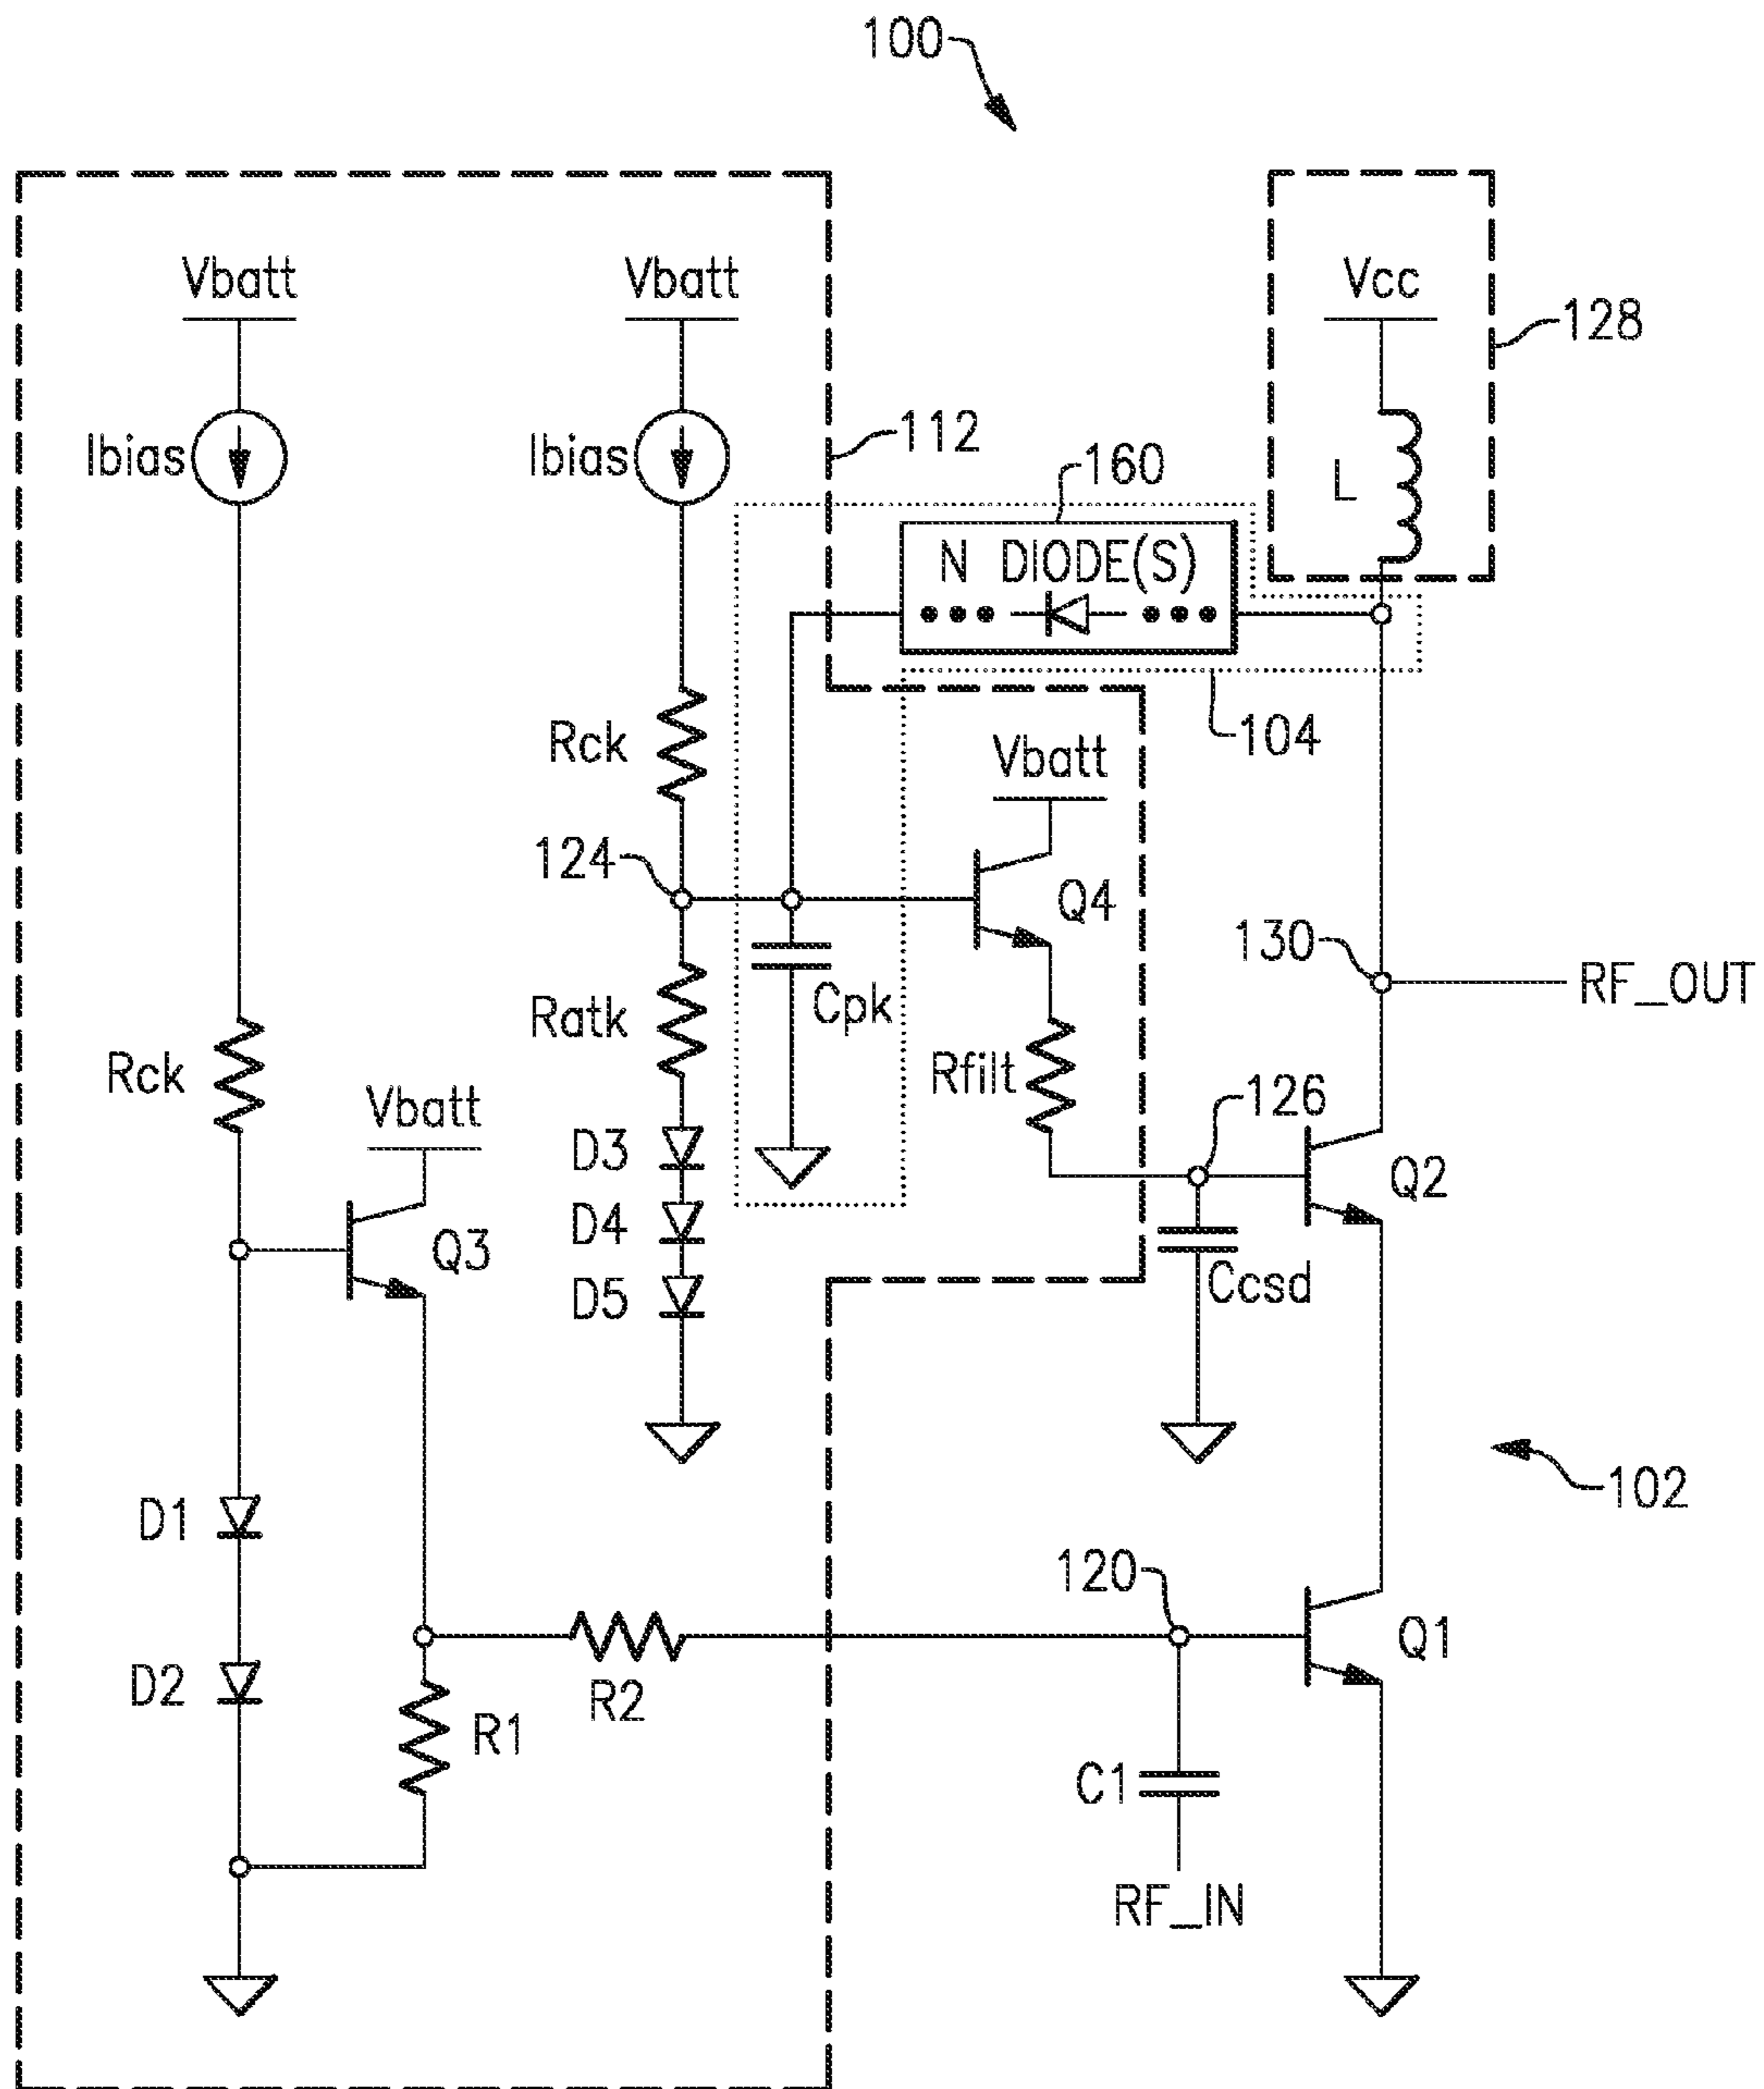 100
Vbatt
Vbatt
Vcc
128
Ibias
Ibias
112
160
L
N DIODE(S)
Rck
104
Vbatt
124
Q4
130
RF_OUT
Ratk
Cpk
Rck
Rfilt
Vbatt
126
D3
Q2
D4
Q3
Ccsd
D5
102
D1
120
Q1
D2
R2
R1
C1
RF_IN